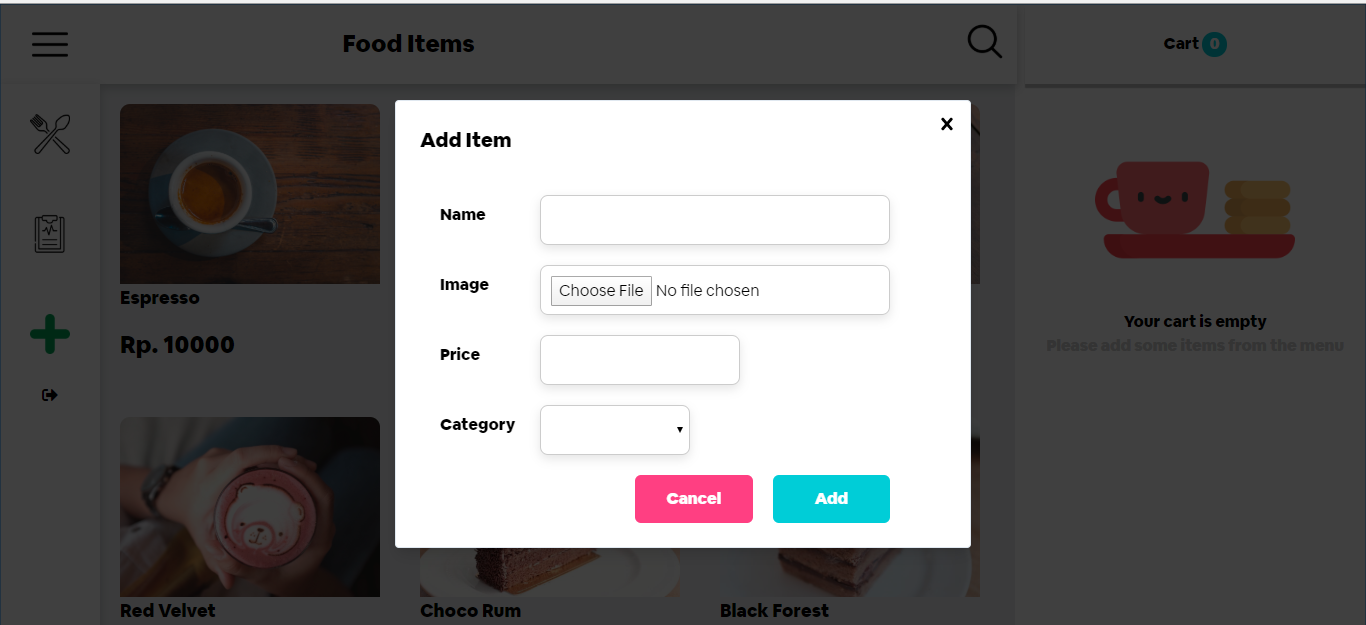 Food Items
Cart 0
Add Item
x
Name
Image
Choose File No file chosen
Price
Category
Cancel
Add
Espresso
Rp. 10000
Red Velvet
Choco Rum
Black Forest
Your cart is empty
Please add some items from the menu